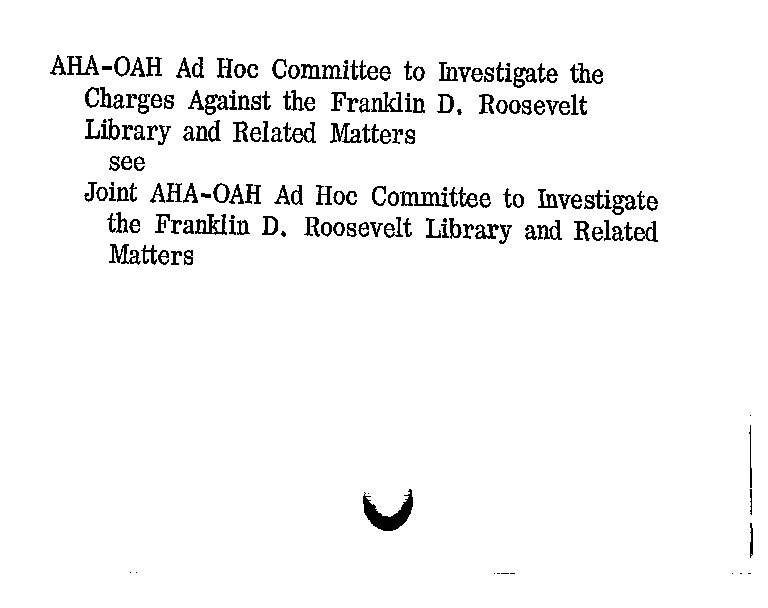 AHA-OAH Ad Hoc Committee to Investigate the
Charges Against the Franklin D. Roosevelt
Library and Related Matters
see
Joint AHA-OAH Ad Hoc Committee to Investigate
the Franklin D. Roosevelt Library and Related
Matters